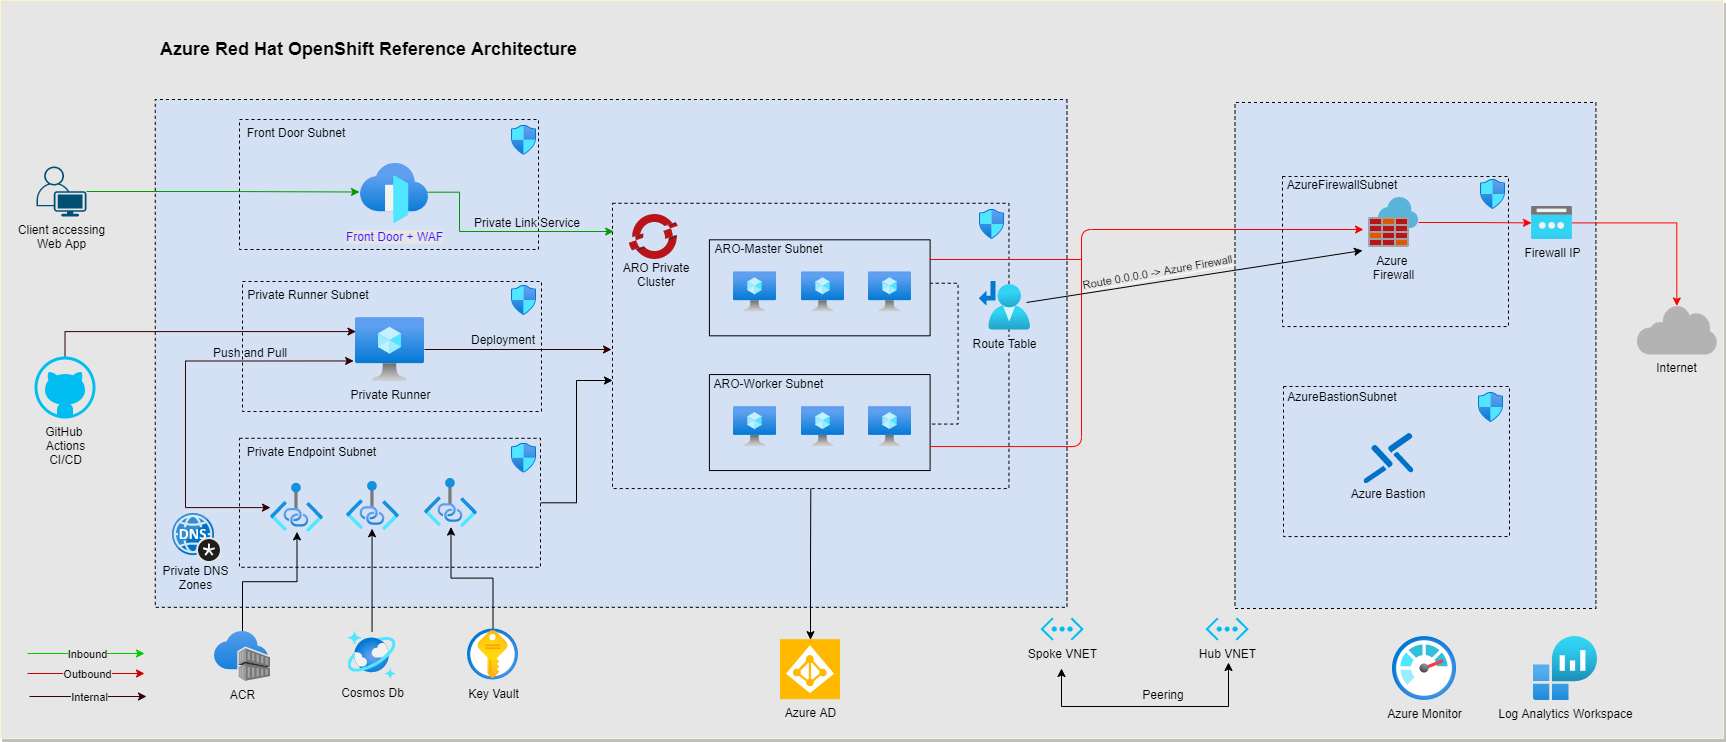 Azure Red Hat OpenShift Reference Architecture
Front Door Subnet
Front Door + WAF
Private Link Service
Client accessing
Web App
Private Runner Subnet
Push and Pull
Deployment
Private Runner
GitHub
Actions
CI/CD
Private Endpoint Subnet
DNS
*
Private DNS
Zones
ARO Private
Cluster
ARO-Master Subnet
ARO-Worker Subnet
Route Table
Route 0.0.0.0 -> Azure Firewall
AzureFirewallSubnet
Azure
Firewall
Firewall IP
Internet
AzureBastionSubnet
Azure Bastion
Inbound
Outbound
Internal
ACR
Cosmos Db
Key Vault
Azure AD
Spoke VNET
Hub VNET
Peering
Azure Monitor
Log Analytics Workspace